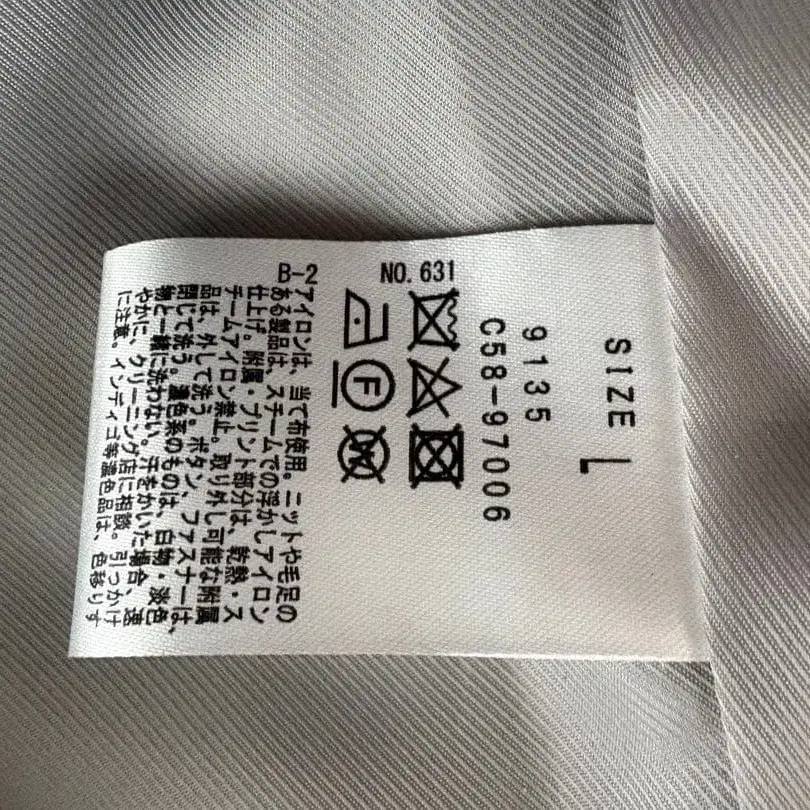 SIZE L
9135
C58-97006
NO. 631
B-2
F
W
アイロンは、当て布使用。ニットや毛足の
ある製品は、スチームでの浮かしアイロン
仕上げ。附属・プリント部分は、乾熱・ス
チームアイロン禁止。取り外し可能な附属
品は、外して洗う。ボタン、ファスナーは、
閉じて洗う。濃色系のものは、白物・淡色
物と一緒に洗わない。汗をかいた場合、速
やかに、クリーニング店に相談。引っかけ
に注意。インディゴ等濃色品は、色移りす